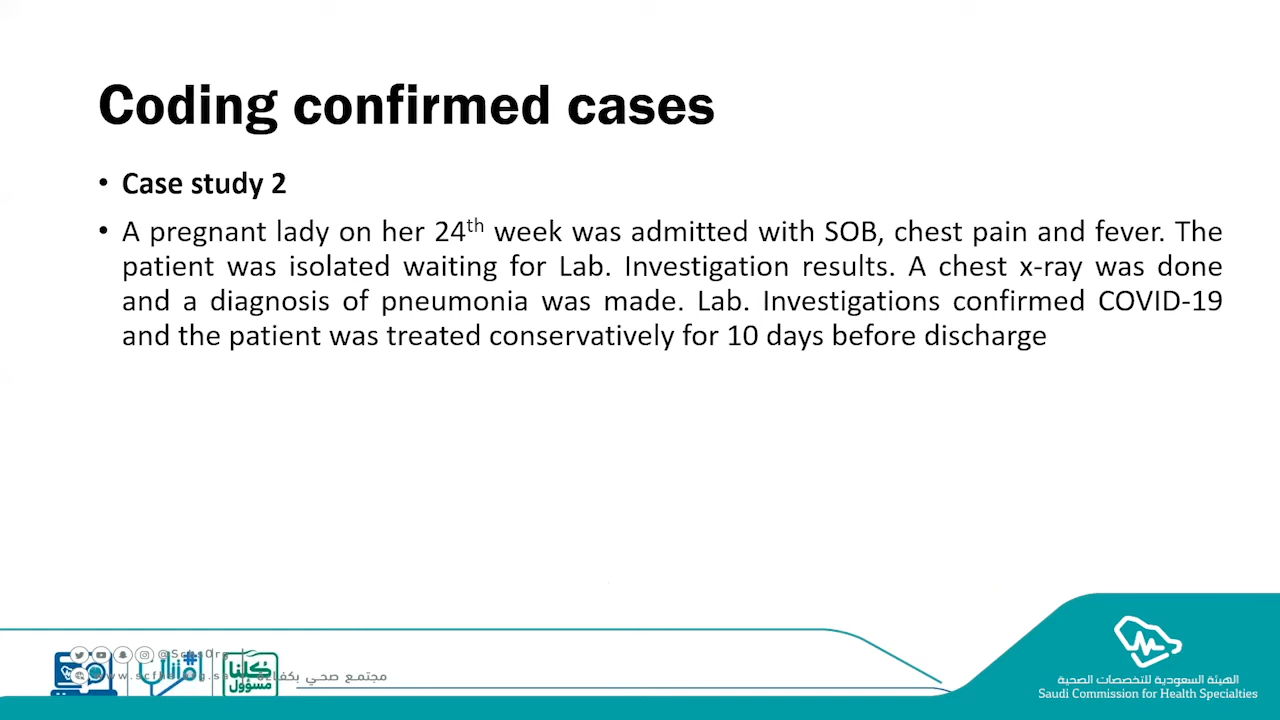 Coding confirmed cases
• Case study 2
• A pregnant lady on her 24th week was admitted with SOB, chest pain and fever. The
patient was isolated waiting for Lab. Investigation results. A chest x-ray was done
and a diagnosis of pneumonia was made. Lab. Investigations confirmed COVID-19
and the patient was treated conservatively for 10 days before discharge
كلنا
مسؤول
مجتمع صحي
الهيئة السعودية للتخصصات الصحية
Saudi Commission for Health Specialties